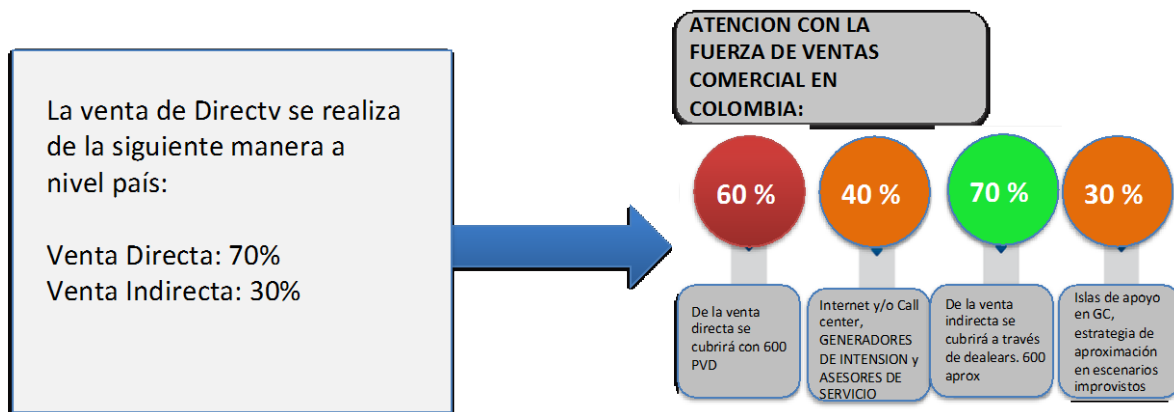 La venta de Directv se realiza
de la siguiente manera a
nivel país:
Venta Directa: 70%
Venta Indirecta: 30%
ATENCION CON LA
FUERZA DE VENTAS
COMERCIAL EN
COLOMBIA:
60 %
40 %
70 %
30 %
De la venta
directa se
cubrirá con 600
PVD
Internet y/o Call
center,
GENERADORES
DE INTENSION y
ASESORES DE
SERVICIO
De la venta
indirecta se
cubrirá a través
de dealears. 600
aprox
Islas de apoyo
en GC,
estrategia de
aproximación
en escenarios
improvistos